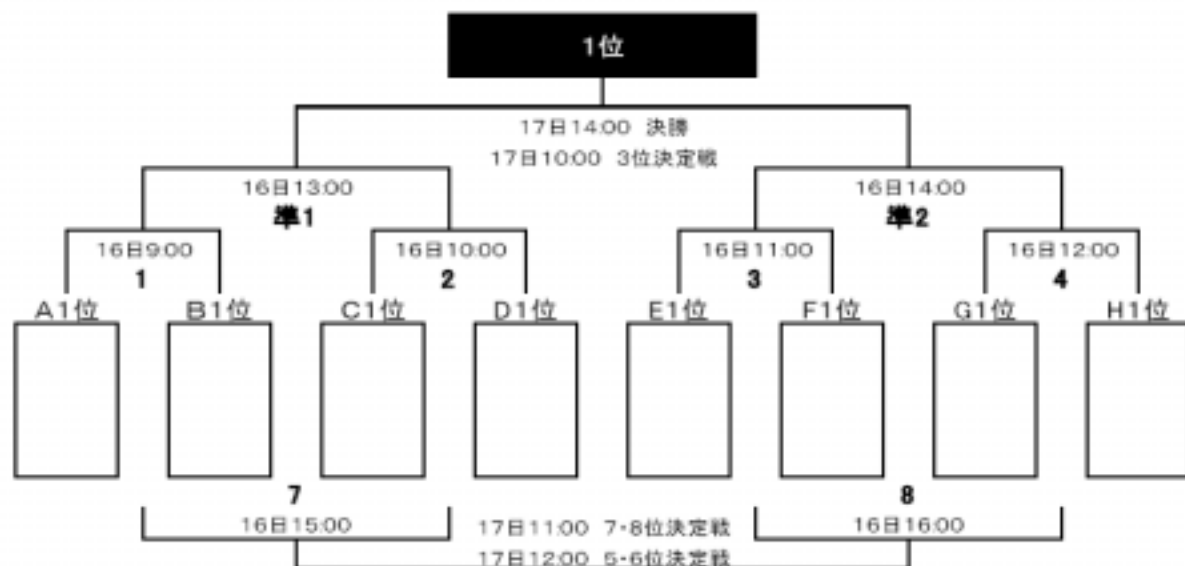 1位
17日14:00 決勝
17日10:00 3位決定戦
16日13:00
準1
16日14:00
準2
16日9:00
1
16日10:00
2
16日11:00
3
16日12:00
4
A1位
B1位
C1位
D1位
E1位
F1位
G1位
H1位
7
8
16日15:00
17日11:00 7・8位決定戦
16日16:00
17日12:00 5・6位決定戦